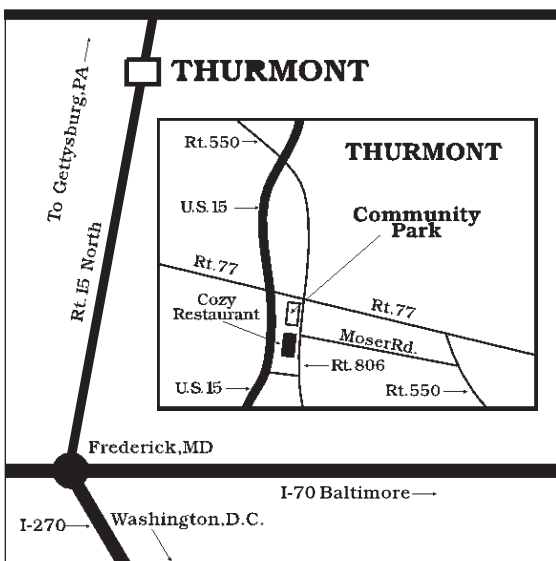 THURMONT
To Gettysburg,PA
Rt.15 North
Rt.550
THURMONT
U.S.15
Community
Park
Rt.77
Rt.77
Cozy
Restaurant
MoserRd.
Rt.806
U.S.15
Rt.550
Frederick,MD
I-70 Baltimore
I-270
Washington,D.C.